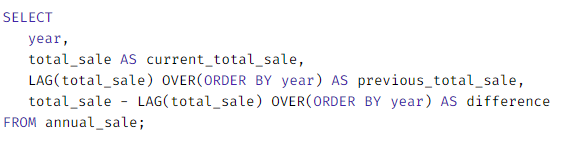 SELECT
   year,
   total_sale AS current_total_sale,
   LAG(total_sale) OVER(ORDER BY year) AS previous_total_sale,
   total_sale - LAG(total_sale) OVER(ORDER BY year) AS difference
FROM annual_sale;